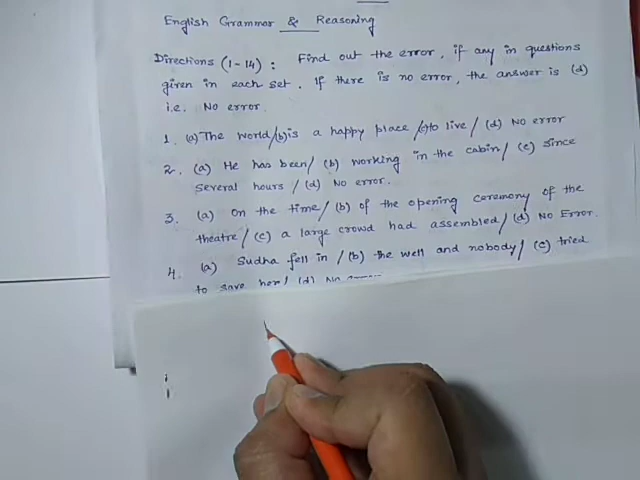 English Grammar & Reasoning
Directions (1-14) : Find out the error, if any in questions
given in each set. If there is no error, the answer is (d)
i.e. No error.
1. (a) The world/(b) is a happy place /(c) to live / (d) No error
2. (a) He has been/ (b) working in the cabin/ (c) since
several hours / (d) No error.
3. (a) On the time/ (b) of the opening ceremony of the
theatre/ (c) a large crowd had assembled/ (d) No Error.
4. (a) Sudha fell in / (b) the well and nobody/ (c) tried
to save her/ (d) No